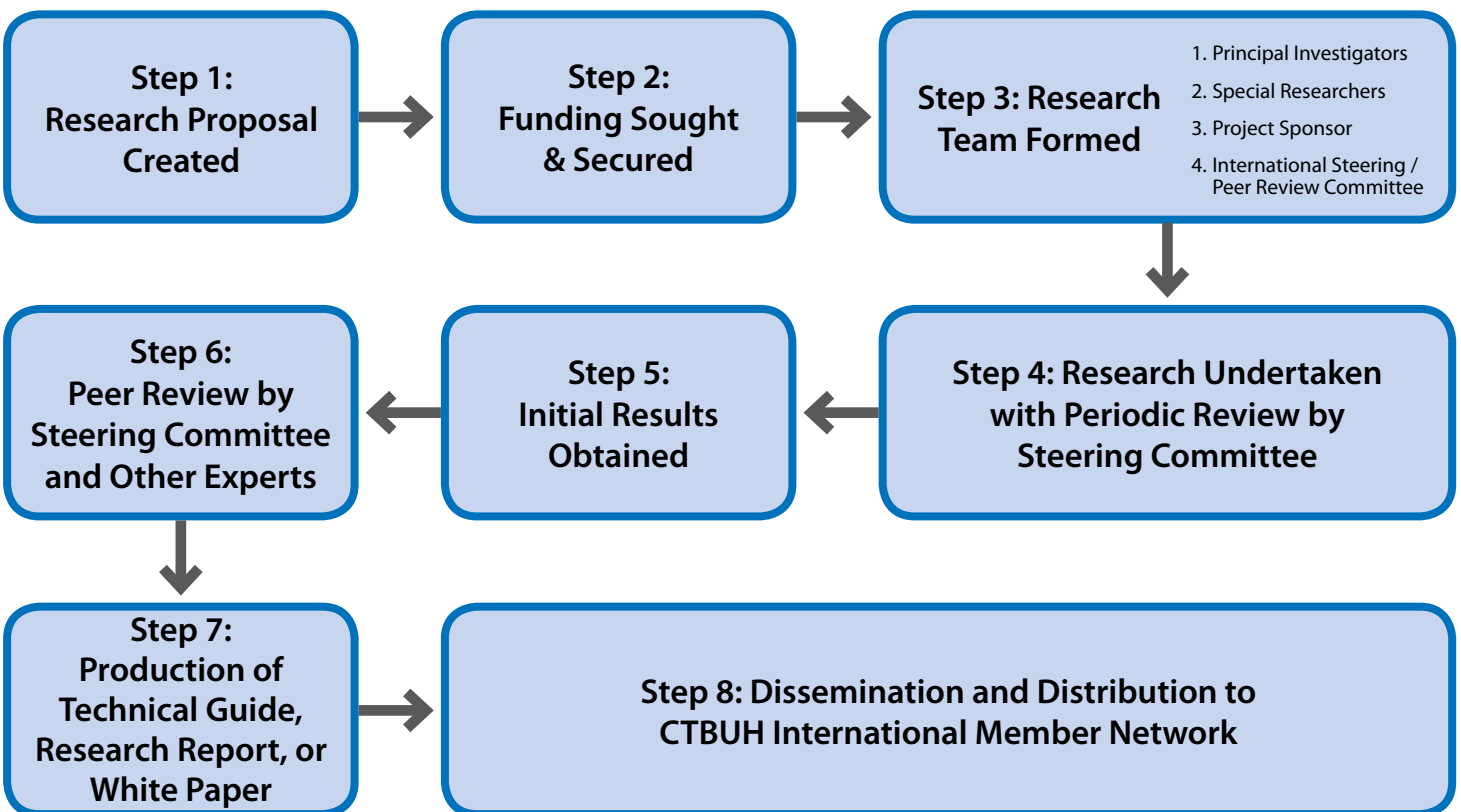 Step 1:
Research Proposal
Created
Step 2:
Funding Sought
& Secured
Step 3: Research
Team Formed
1. Principal Investigators
2. Special Researchers
3. Project Sponsor
4. International Steering /
Peer Review Committee
Step 4: Research Undertaken
with Periodic Review by
Steering Committee
Step 5:
Initial Results
Obtained
Step 6:
Peer Review by
Steering Committee
and Other Experts
Step 7:
Production of
Technical Guide,
Research Report, or
White Paper
Step 8: Dissemination and Distribution to
CTBUH International Member Network